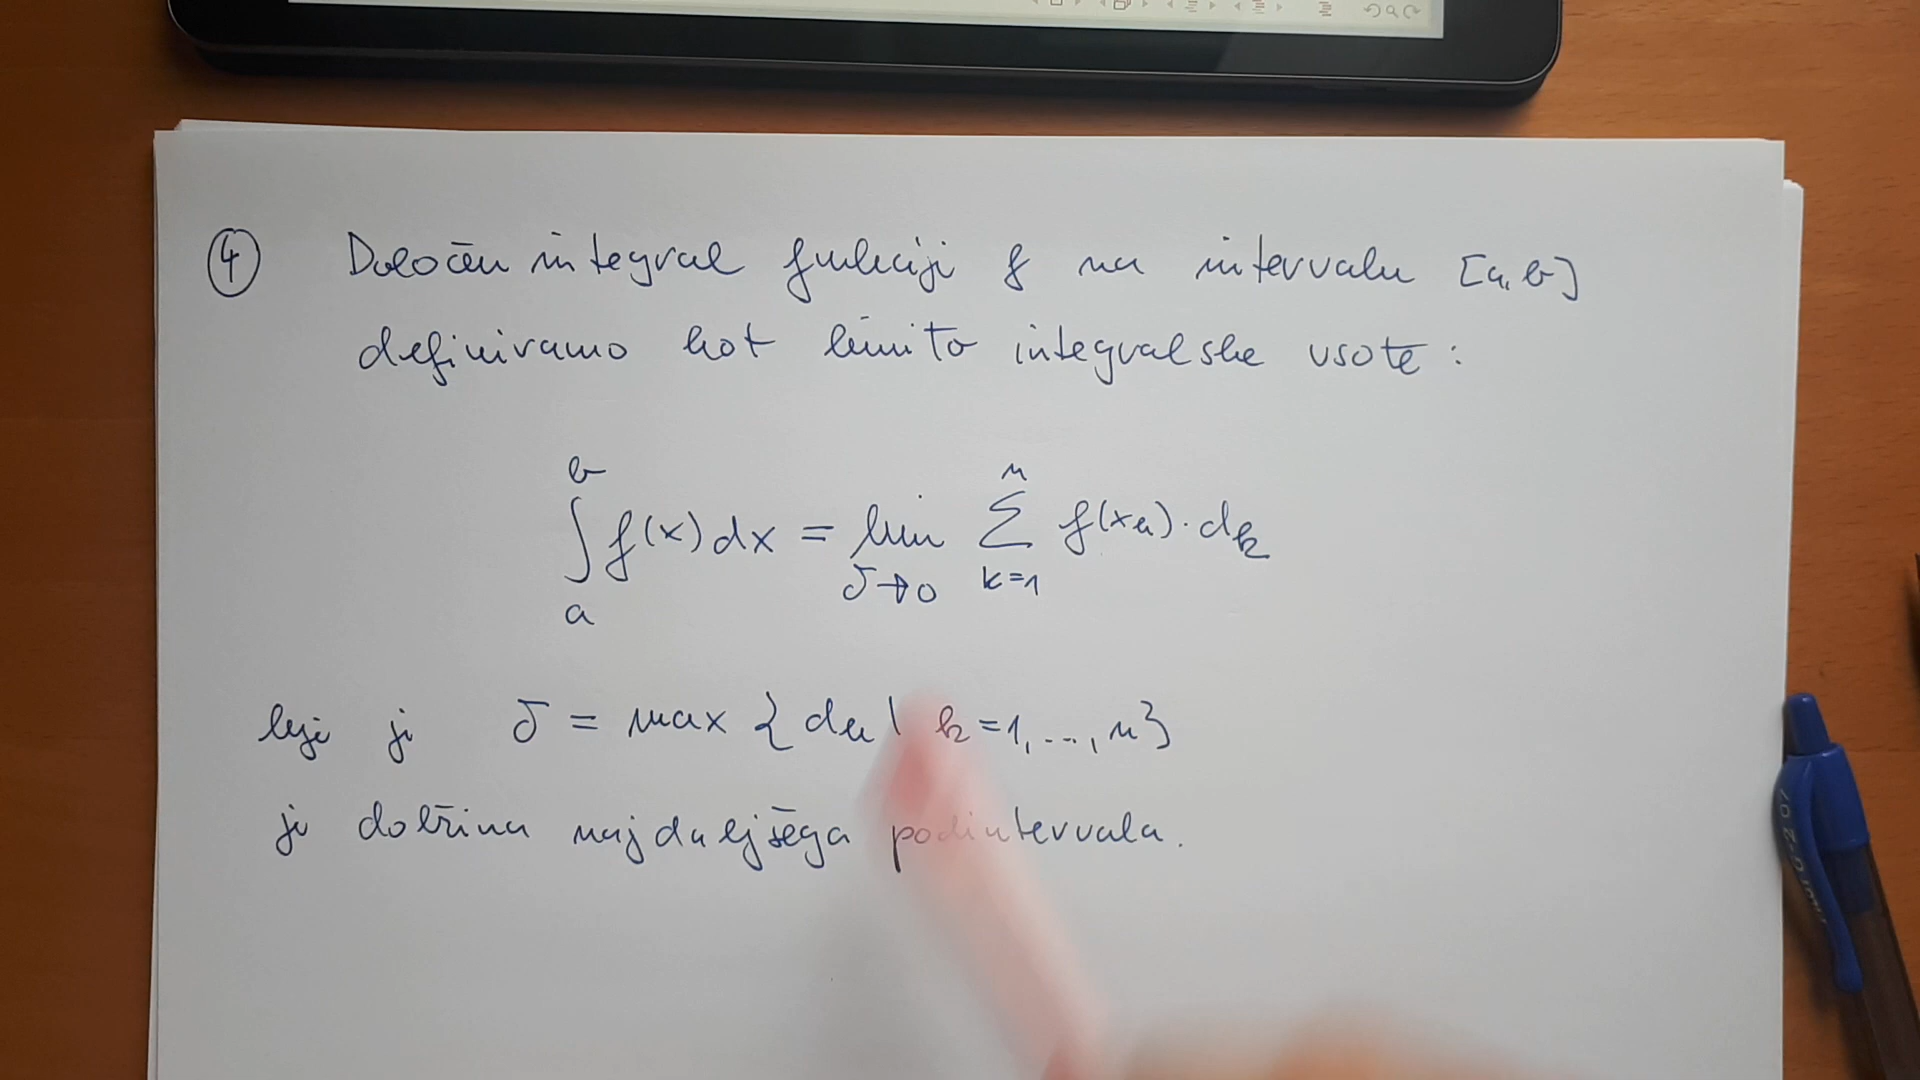 ④ Določen integral funkcije f na intervalu [a,b]
definiramo kot limito integralske vsote:
∫_a^b f(x) dx = lim_{δ→0} ∑_{k=1}^n f(x_k) · d_k
kjer je δ = max { d_k | k=1,...,n }
je dolžina najdaljšega podintervala.